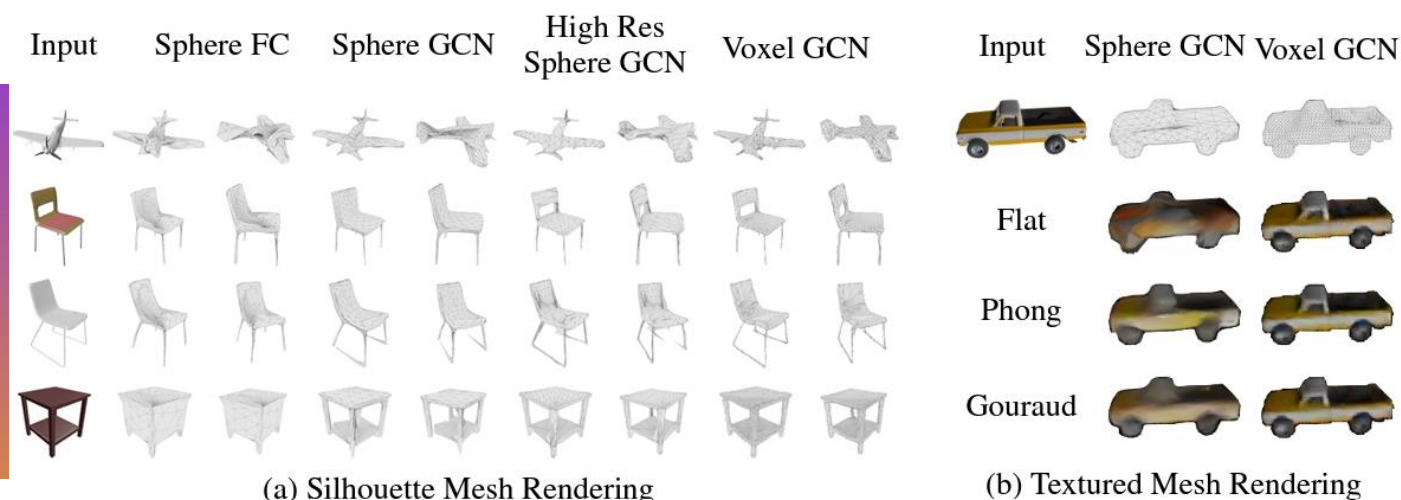 Input
Sphere FC
Sphere GCN
High Res
Sphere GCN
Voxel GCN
(a) Silhouette Mesh Rendering
Input
Sphere GCN
Voxel GCN
Flat
Phong
Gouraud
(b) Textured Mesh Rendering